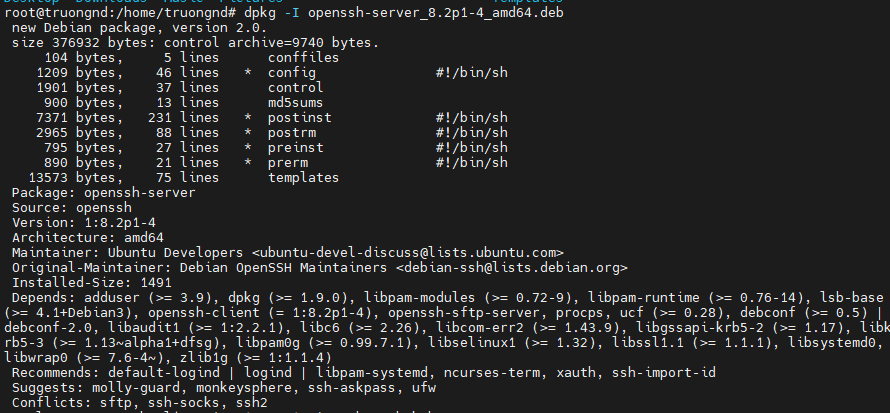 root@truongnd:/home/truongnd# dpkg -I openssh-server_8.2p1-4_amd64.deb
new Debian package, version 2.0.
size 376932 bytes: control archive=9740 bytes.
104 bytes, 5 lines conffiles
1209 bytes, 46 lines * config #!/bin/sh
1901 bytes, 37 lines control
900 bytes, 13 lines md5sums
7371 bytes, 231 lines * postinst #!/bin/sh
2965 bytes, 88 lines * postrm #!/bin/sh
795 bytes, 27 lines * preinst #!/bin/sh
890 bytes, 21 lines * prerm #!/bin/sh
13573 bytes, 75 lines templates
Package: openssh-server
Source: openssh
Version: 1:8.2p1-4
Architecture: amd64
Maintainer: Ubuntu Developers <ubuntu-devel-discuss@lists.ubuntu.com>
Original-Maintainer: Debian OpenSSH Maintainers <debian-ssh@lists.debian.org>
Installed-Size: 1491
Depends: adduser (>= 3.9), dpkg (>= 1.9.0), libpam-modules (>= 0.72-9), libpam-runtime (>= 0.76-14), lsb-base
(>= 4.1+Debian3), openssh-client (= 1:8.2p1-4), openssh-sftp-server, procps, ucf (>= 0.28), debconf (>= 0.5) |
debconf-2.0, libaudit1 (>= 1:2.2.1), libc6 (>= 2.26), libcom-err2 (>= 1.43.9), libgssapi-krb5-2 (>= 1.17), libk
rb5-3 (>= 1.13~alpha1+dfsg), libpam0g (>= 0.99.7.1), libselinux1 (>= 1.32), libssl1.1 (>= 1.1.1), libsystemd0,
libwrap0 (>= 7.6-4~), zlib1g (>= 1:1.1.4)
Recommends: default-logind | logind | libpam-systemd, ncurses-term, xauth, ssh-import-id
Suggests: molly-guard, monkeysphere, ssh-askpass, ufw
Conflicts: sftp, ssh-socks, ssh2